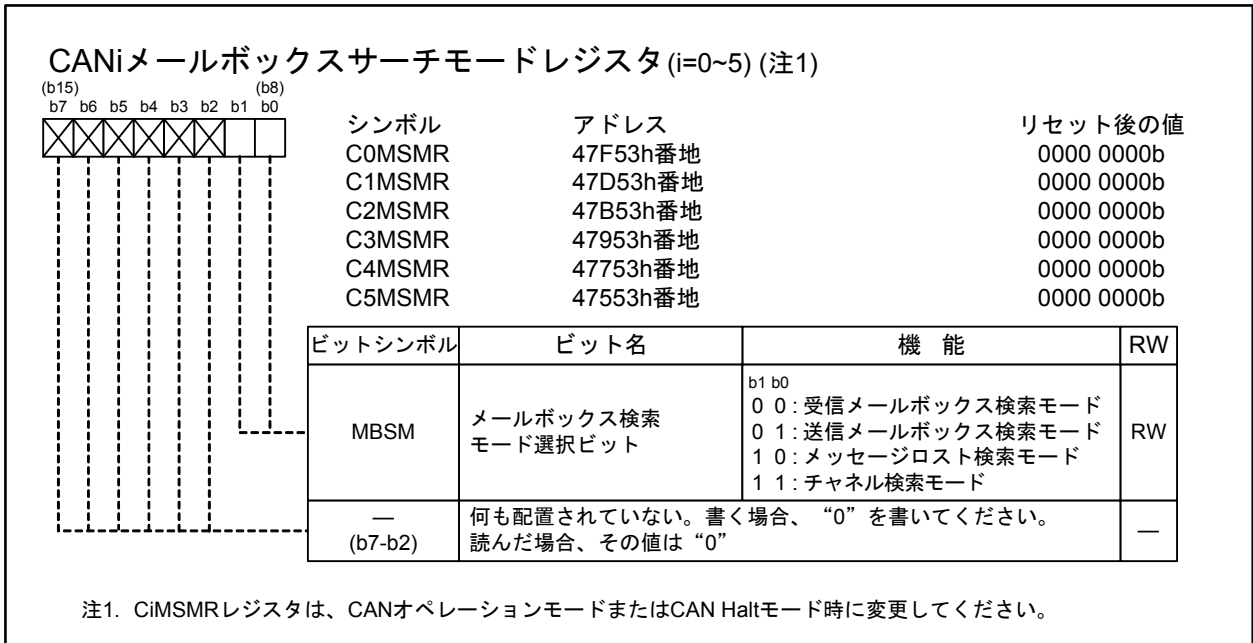 CANiメールボックスサーチモードレジスタ(i=0~5) (注1)
(b15) (b8)
b7 b6 b5 b4 b3 b2 b1 b0
シンボル アドレス リセット後の値
C0MSMR 47F53h番地 0000 0000b
C1MSMR 47D53h番地 0000 0000b
C2MSMR 47B53h番地 0000 0000b
C3MSMR 47953h番地 0000 0000b
C4MSMR 47753h番地 0000 0000b
C5MSMR 47553h番地 0000 0000b
ビットシンボル ビット名 機 能 RW
MBSM メールボックス検索
モード選択ビット
b1 b0
0 0 : 受信メールボックス検索モード
0 1 : 送信メールボックス検索モード
1 0 : メッセージロスト検索モード
1 1 : チャネル検索モード
RW
—
(b7-b2)
何も配置されていない。書く場合、“0”を書いてください。
読んだ場合、その値は“0”
—
注1. CiMSMRレジスタは、CANオペレーションモードまたはCAN Haltモード時に変更してください。